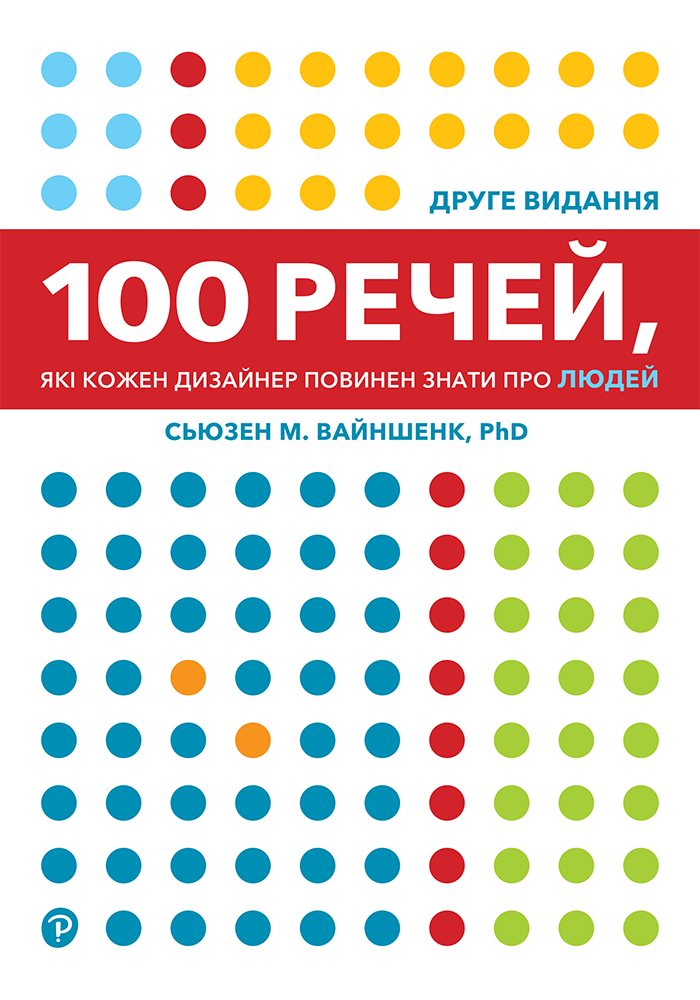 ДРУГЕ ВИДАННЯ
100 РЕЧЕЙ,
ЯКІ КОЖЕН ДИЗАЙНЕР ПОВИНЕН ЗНАТИ ПРО ЛЮДЕЙ
СЬЮЗЕН М. ВАЙНШЕНК, PhD